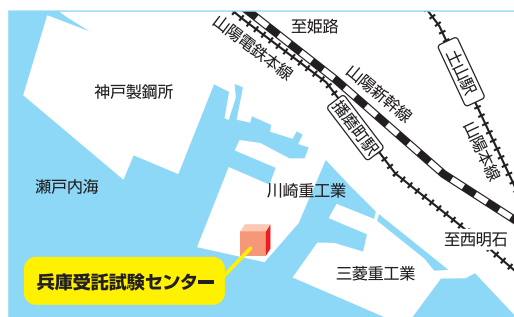 至姫路
山陽電鉄本線
山陽新幹線
土山駅
神戸製鋼所
播磨町駅
山陽本線
瀬戸内海
川崎重工業
至西明石
三菱重工業
兵庫受託試験センター